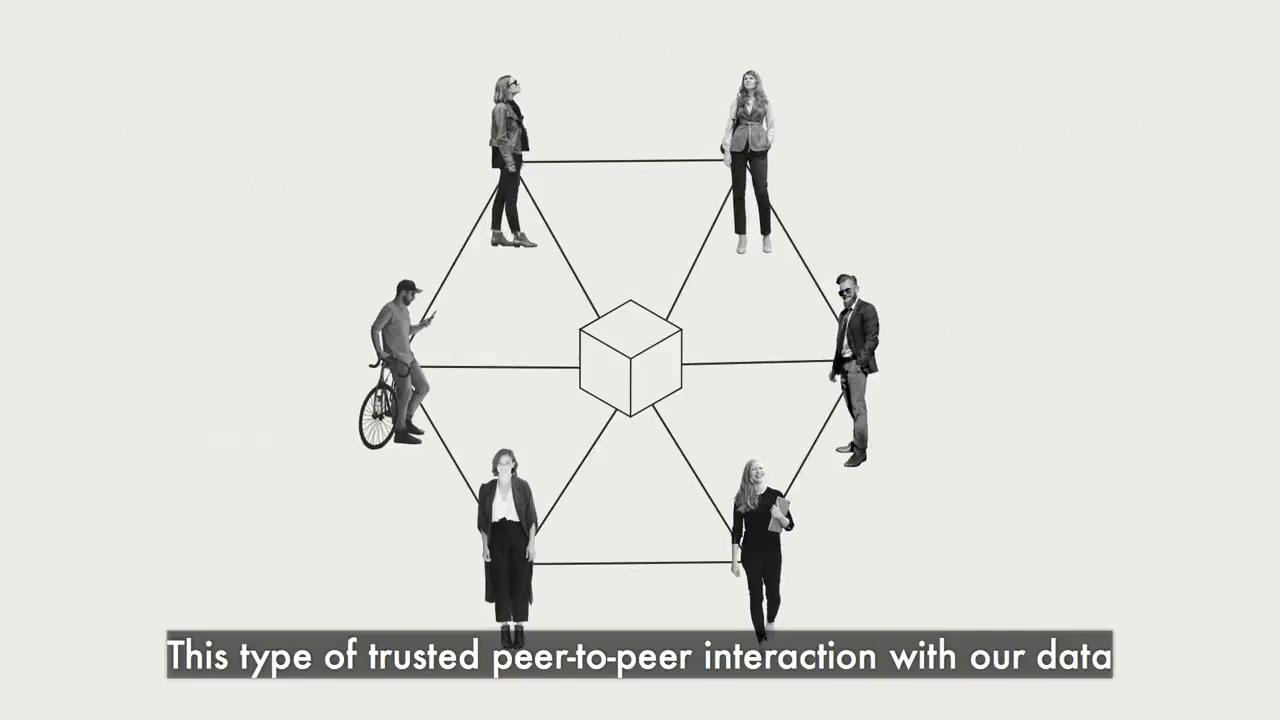 This type of trusted peer-to-peer interaction with our data